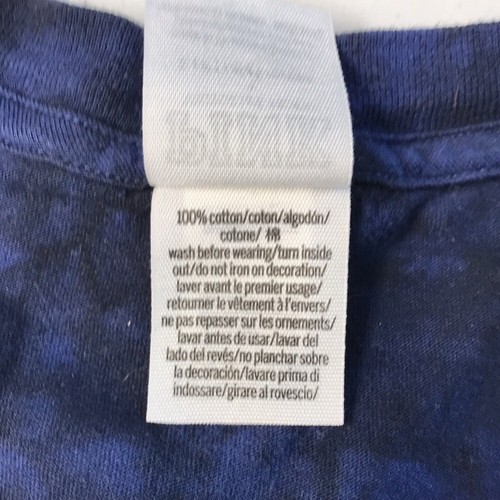 100% cotton/coton/algodón/
cotone/ 棉
wash before wearing/turn inside
out/do not iron on decoration/
laver avant le premier usage/
retourner le vêtement à l'envers/
ne pas repasser sur les ornements/
lavar antes de usar/lavar del
lado del revés/no planchar sobre
la decoración/lavare prima di
indossare/girare al rovescio/